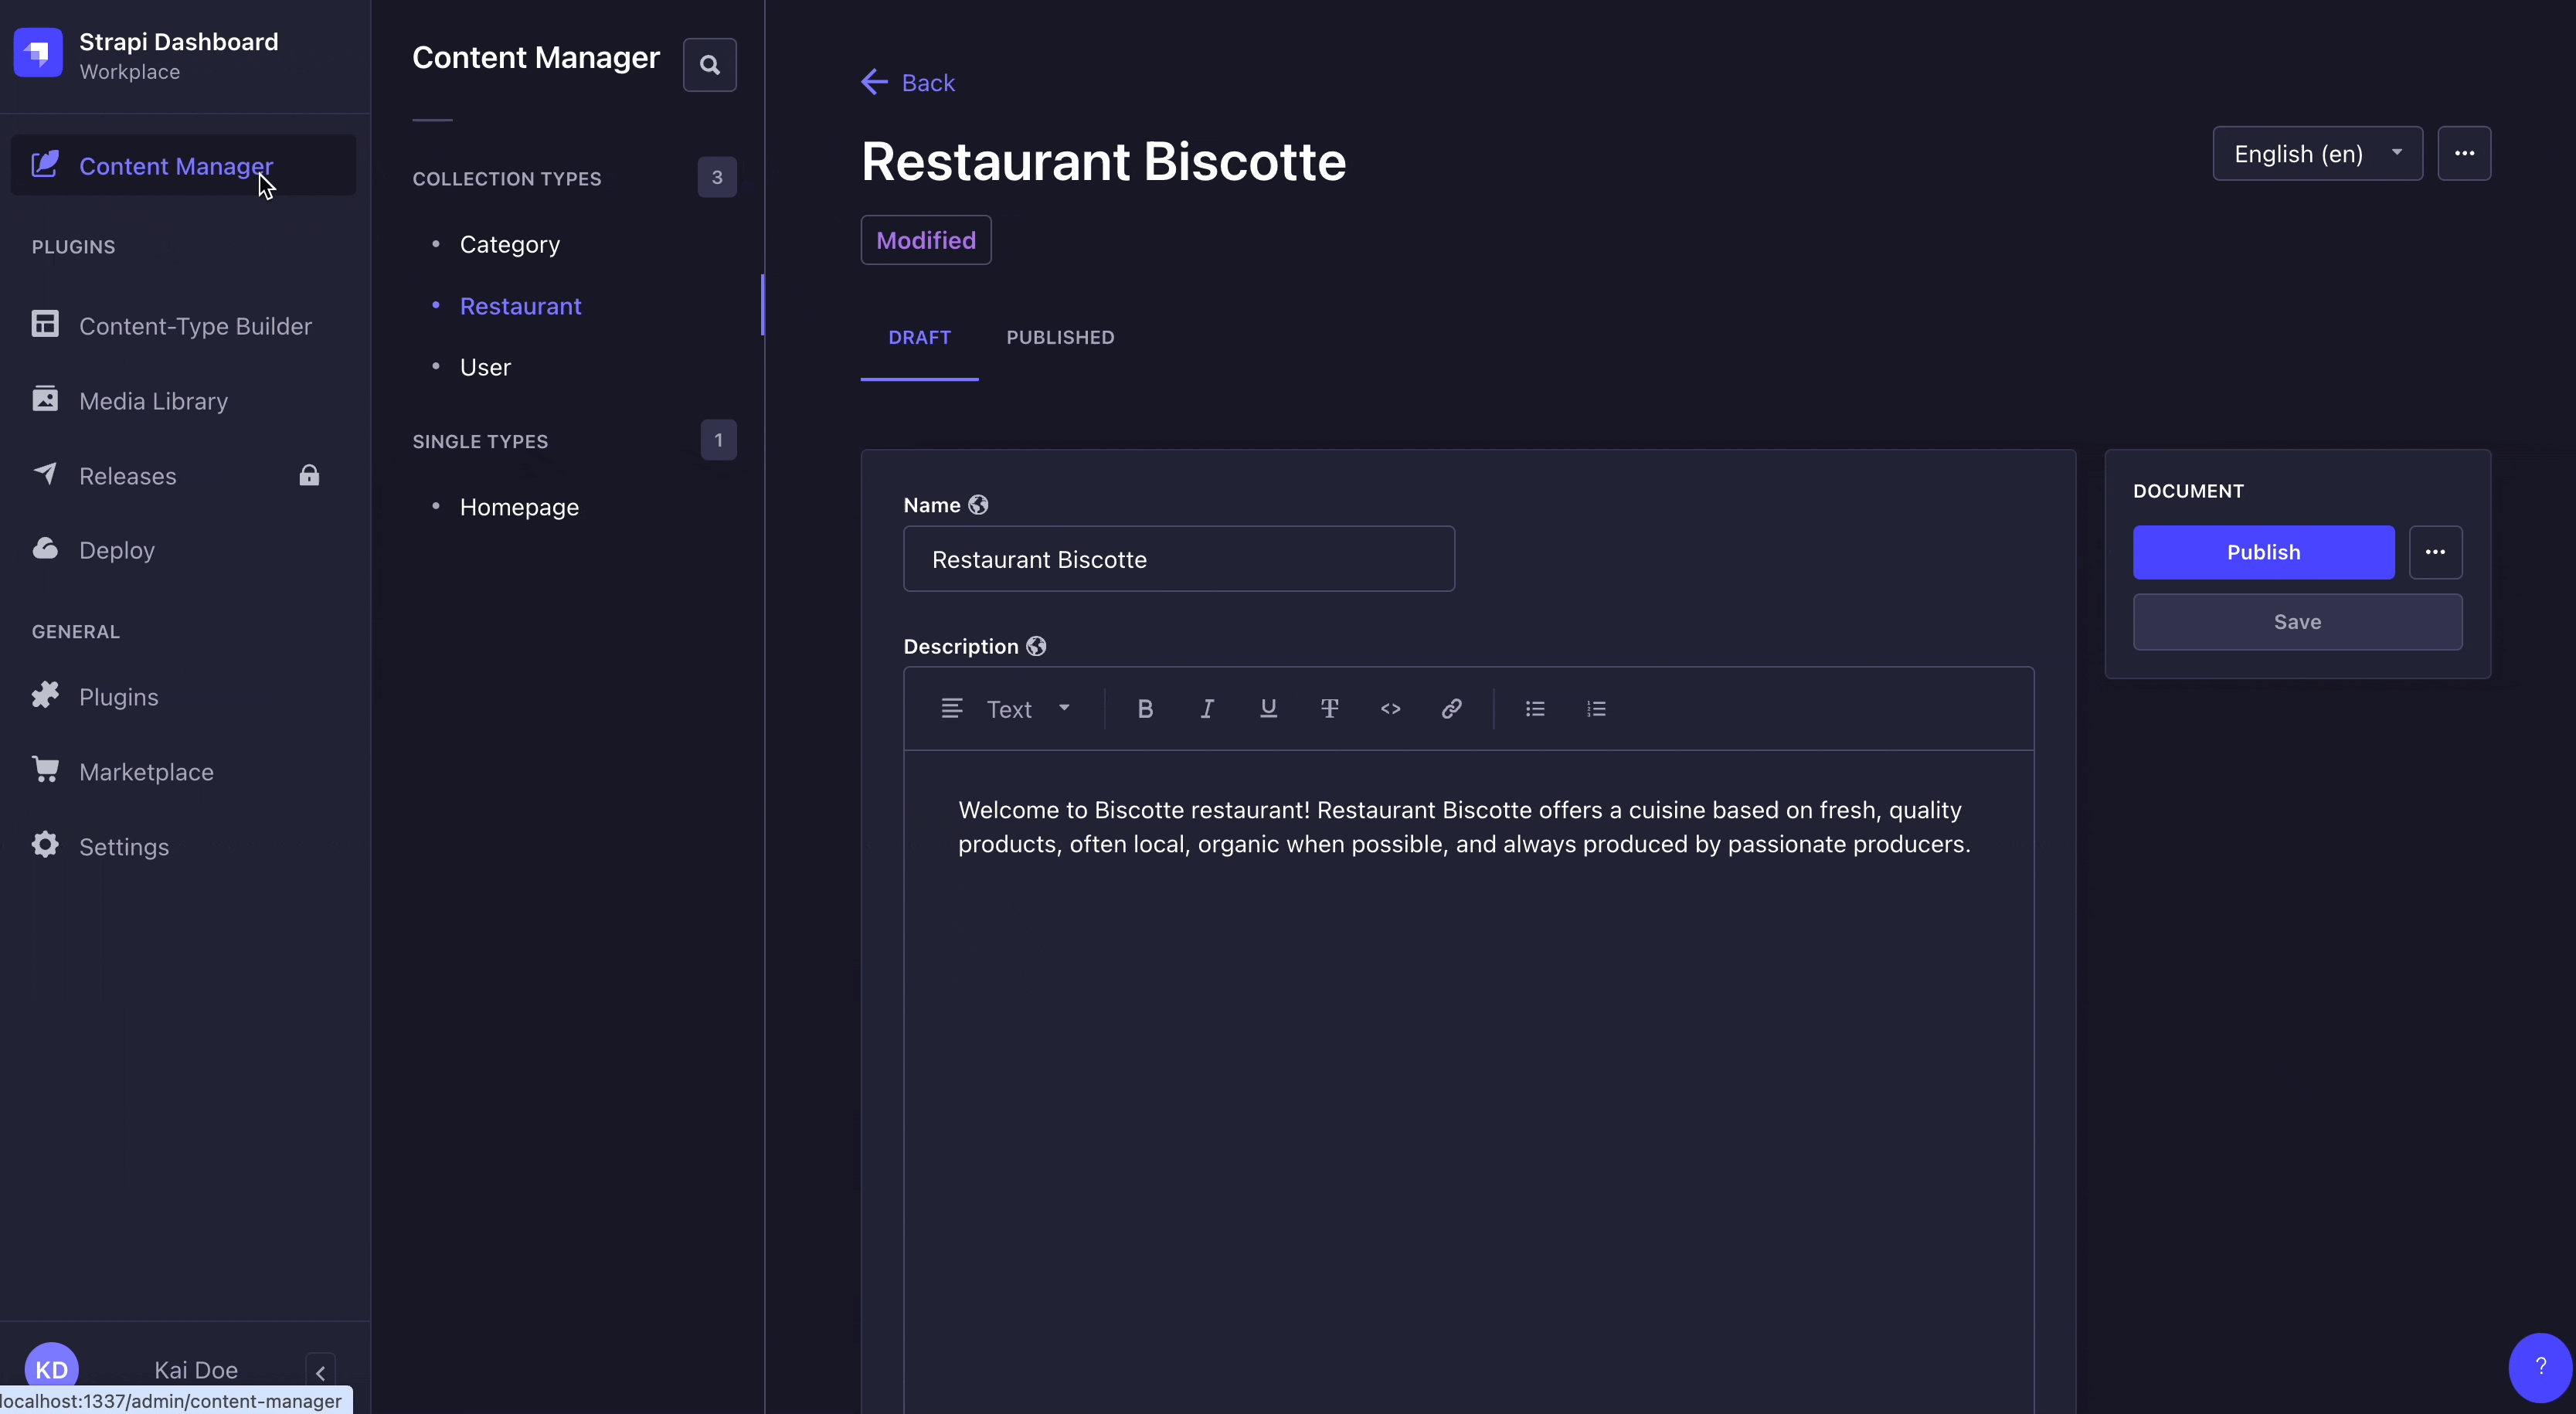 Strapi Dashboard
Workplace
Content Manager
PLUGINS
Content-Type Builder
Media Library
Releases
Deploy
GENERAL
Plugins
Marketplace
Settings
KD
Kai Doe
localhost:1337/admin/content-manager
Content Manager
COLLECTION TYPES
3
Category
Restaurant
User
SINGLE TYPES
1
Homepage
Back
Restaurant Biscotte
English (en)
Modified
DRAFT
PUBLISHED
Name
Restaurant Biscotte
Description
Text
B
I
U
T
Welcome to Biscotte restaurant! Restaurant Biscotte offers a cuisine based on fresh, quality
products, often local, organic when possible, and always produced by passionate producers.
DOCUMENT
Publish
Save
?